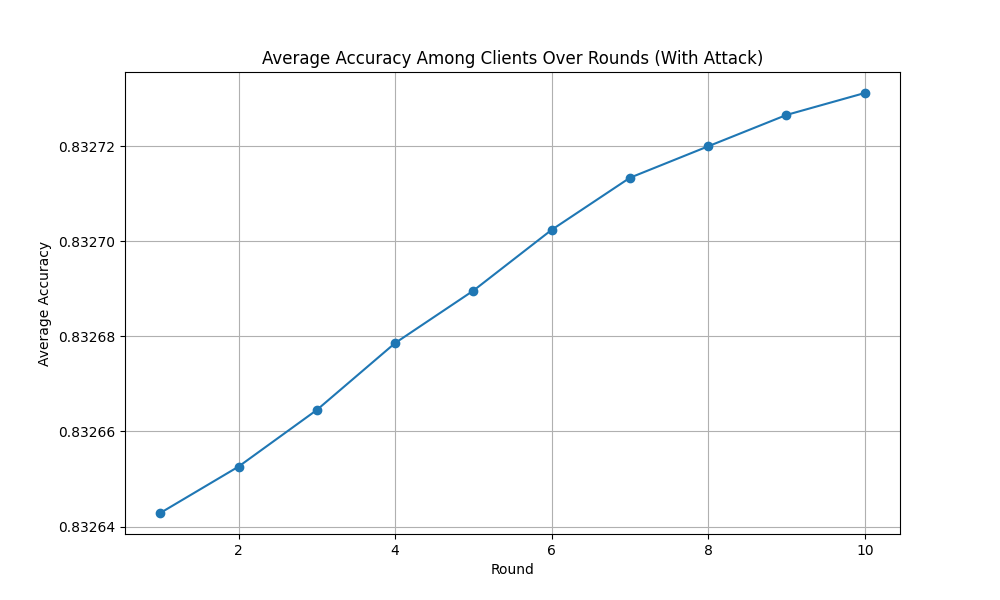 Average Accuracy Among Clients Over Rounds (With Attack)
0.83272
0.83270
0.83268
0.83266
0.83264
Average Accuracy
2 4 6 8 10
Round